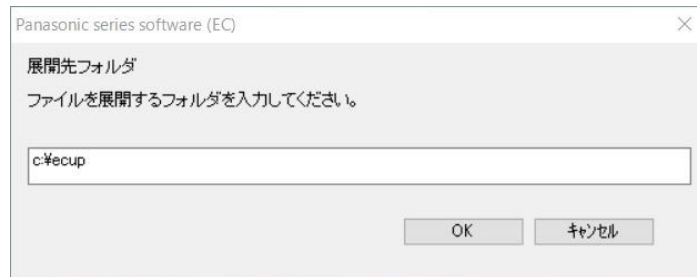 Panasonic series software (EC)
展開先フォルダ
ファイルを展開するフォルダを入力してください。
c:¥ecup
OK
キャンセル